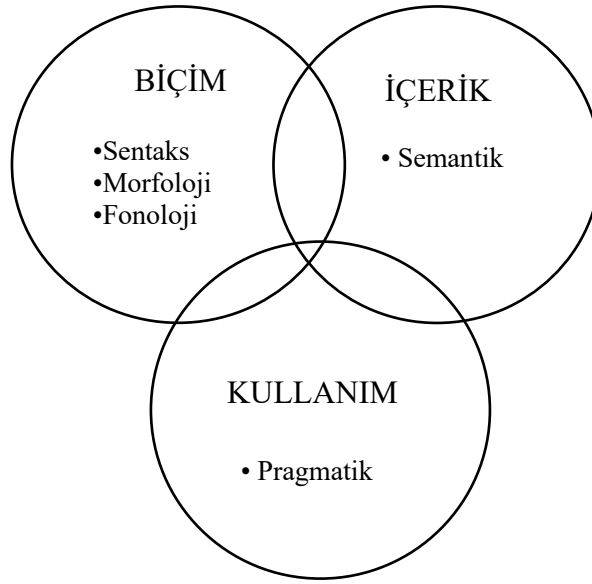 BİÇİM
•Sentaks
•Morfoloji
•Fonoloji
İÇERİK
• Semantik
KULLANIM
• Pragmatik